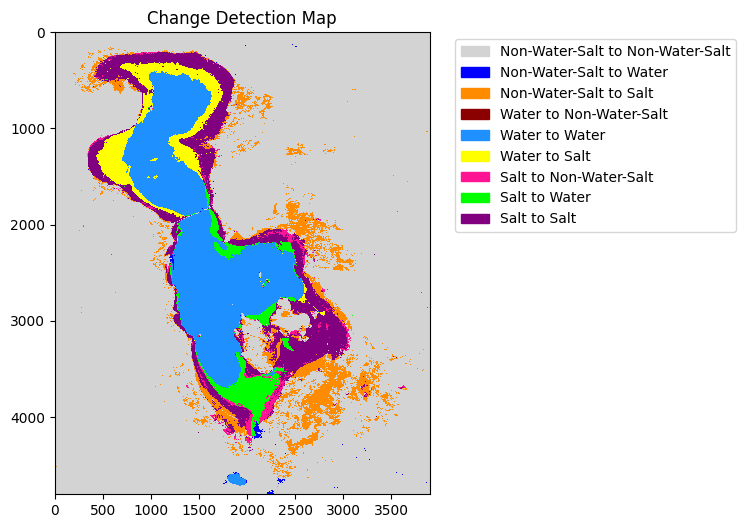 Change Detection Map
0
1000
2000
3000
4000
0 500 1000 1500 2000 2500 3000 3500
Non-Water-Salt to Non-Water-Salt
Non-Water-Salt to Water
Non-Water-Salt to Salt
Water to Non-Water-Salt
Water to Water
Water to Salt
Salt to Non-Water-Salt
Salt to Water
Salt to Salt